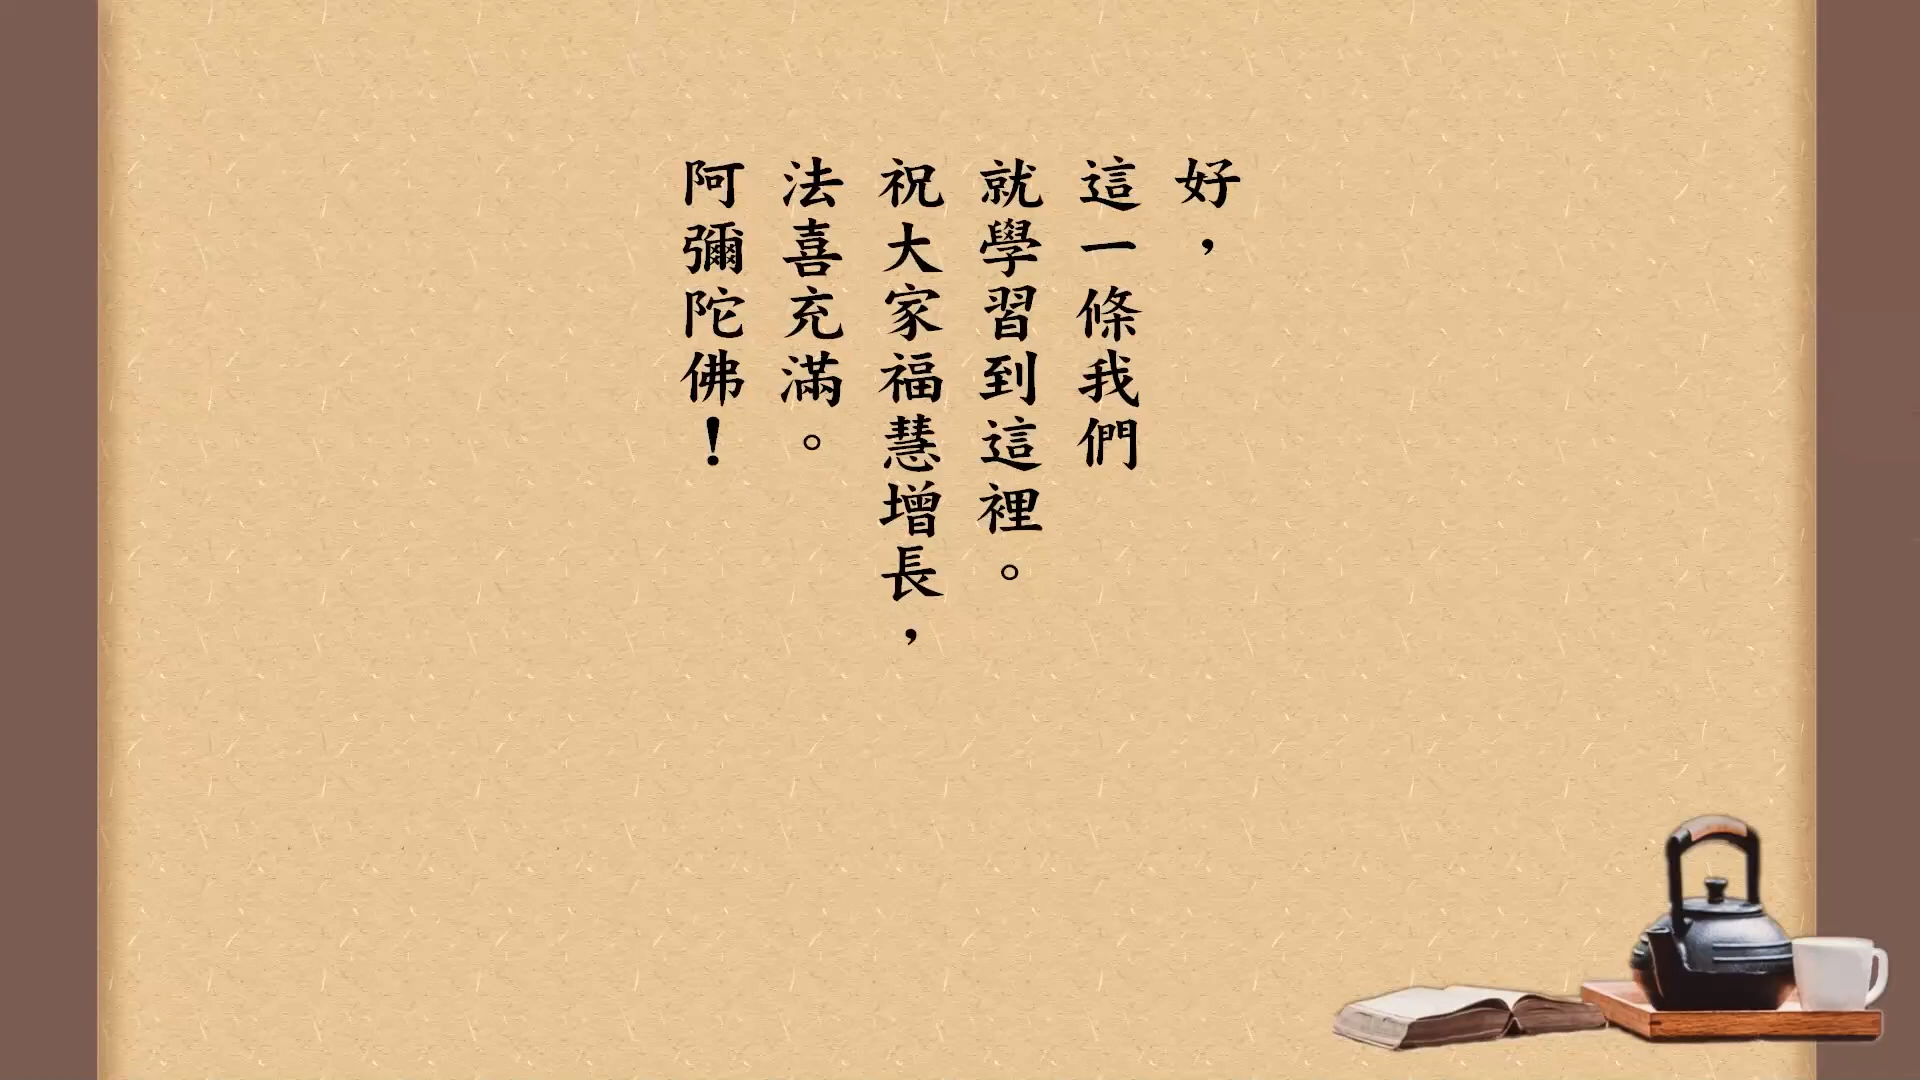 好，
這一條我們
就學習到這裡。
祝大家福慧增長，
法喜充滿。
阿彌陀佛！